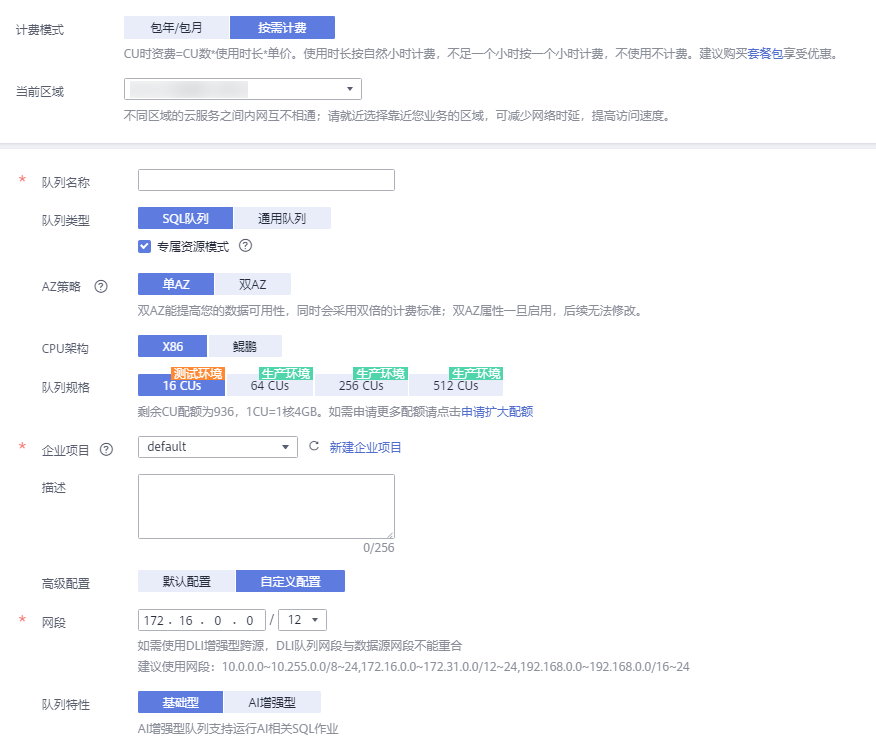 计费模式 包年/包月 按需计费
CU时资费=CU数*使用时长*单价。使用时长按自然小时计费，不足一个小时按一个小时计费，不使用不计费。建议购买套餐包享受优惠。
当前区域
不同区域的云服务之间内网互不相通；请就近选择靠近您业务的区域，可减少网络时延，提高访问速度。
* 队列名称
队列类型 SQL队列 通用队列
专属资源模式 ?
AZ策略 ? 单AZ 双AZ
双AZ能提高您的数据可用性，同时会采用双倍的计费标准；双AZ属性一旦启用，后续无法修改。
CPU架构 X86 鲲鹏
测试环境 生产环境 生产环境 生产环境
队列规格 16 CUs 64 CUs 256 CUs 512 CUs
剩余CU配额为936，1CU=1核4GB。如需申请更多配额请点击申请扩大配额
* 企业项目 ? default 新建企业项目
描述
0/256
高级配置 默认配置 自定义配置
* 网段 172 . 16 . 0 . 0 / 12
如需使用DLI增强型跨源，DLI队列网段与数据源网段不能重合
建议使用网段：10.0.0.0~10.255.0.0/8~24,172.16.0.0~172.31.0.0/12~24,192.168.0.0~192.168.0.0/16~24
队列特性 基础型 AI增强型
AI增强型队列支持运行AI相关SQL作业